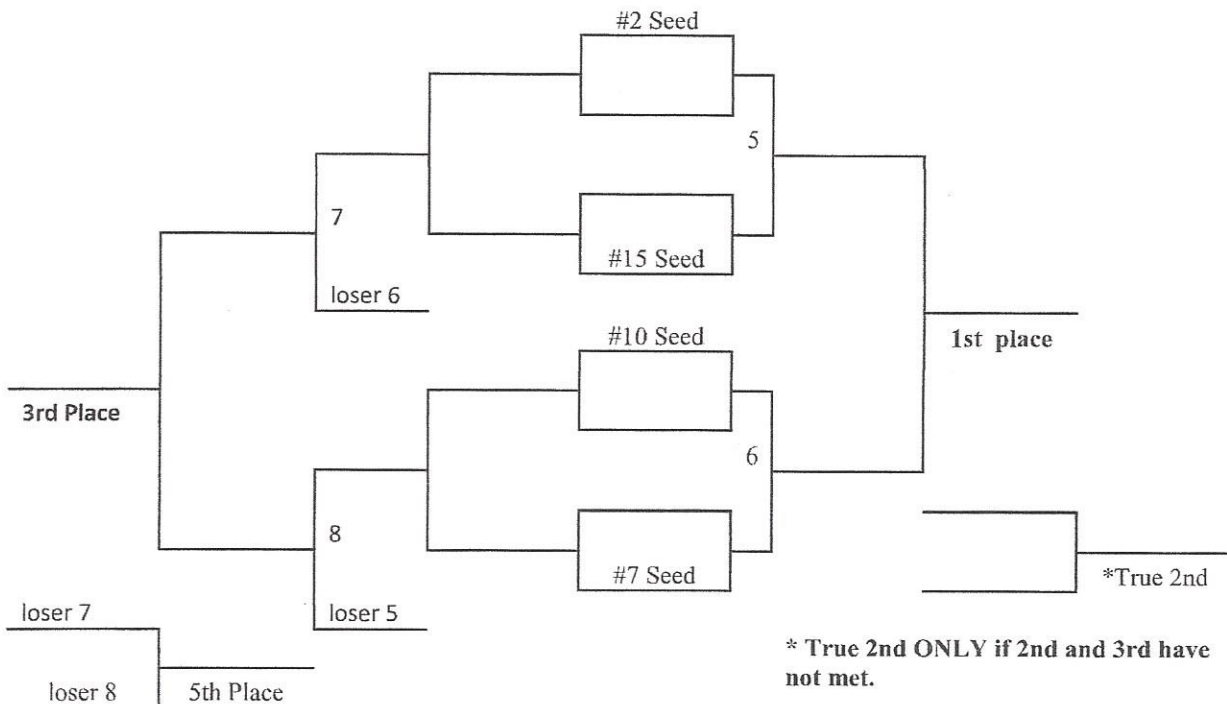 #2 Seed
5
#15 Seed
7
loser 6
#10 Seed
1st place
3rd Place
6
8
#7 Seed
*True 2nd
loser 7
loser 5
* True 2nd ONLY if 2nd and 3rd have
not met.
loser 8
5th Place